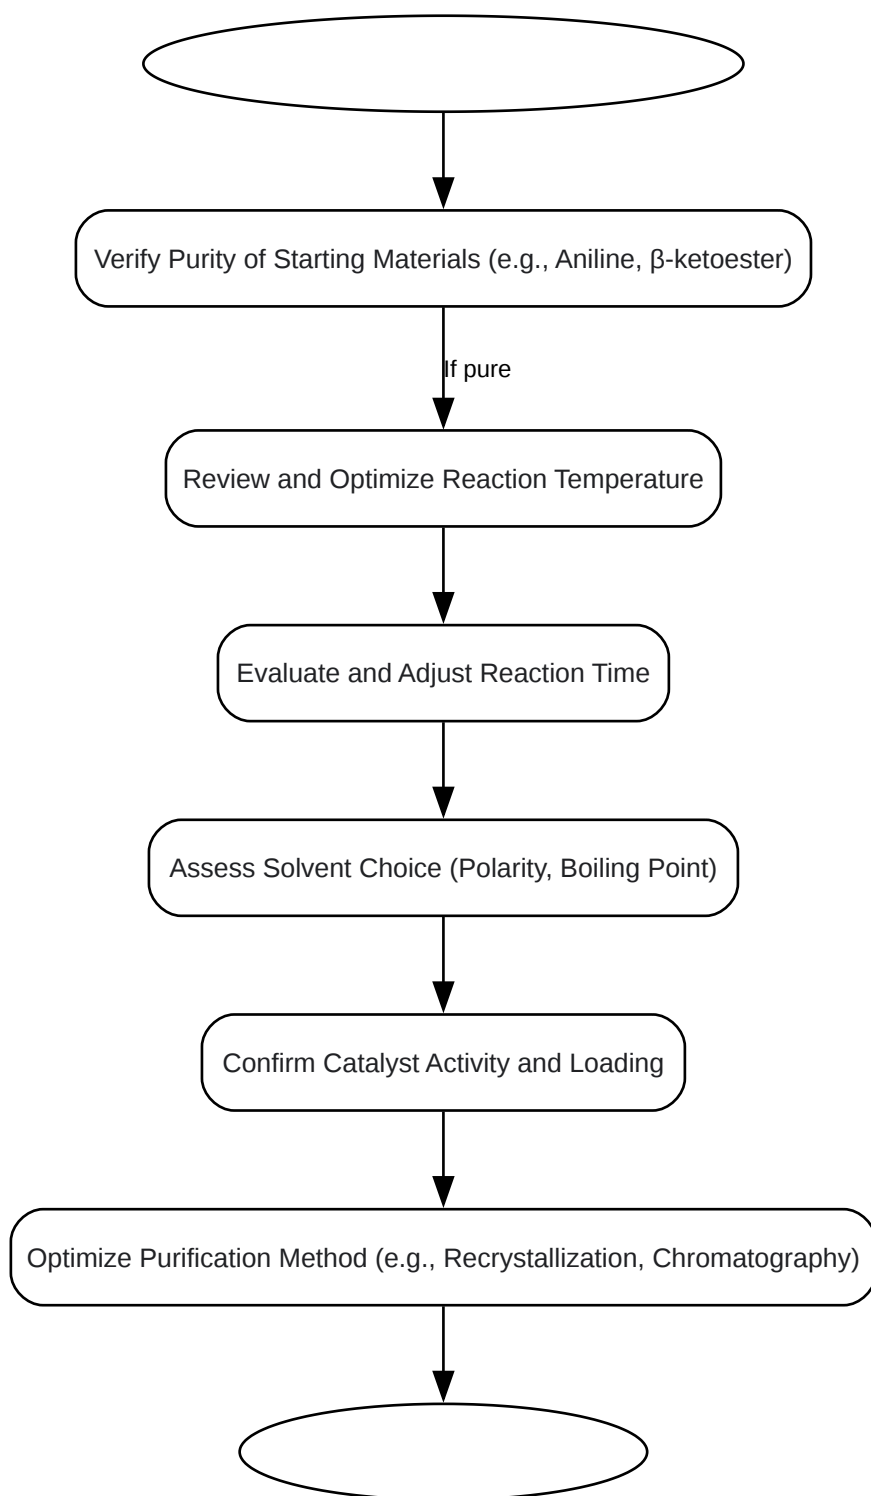 Verify Purity of Starting Materials (e.g., Aniline, β-ketoester)
If pure
Review and Optimize Reaction Temperature
Evaluate and Adjust Reaction Time
Assess Solvent Choice (Polarity, Boiling Point)
Confirm Catalyst Activity and Loading
Optimize Purification Method (e.g., Recrystallization, Chromatography)